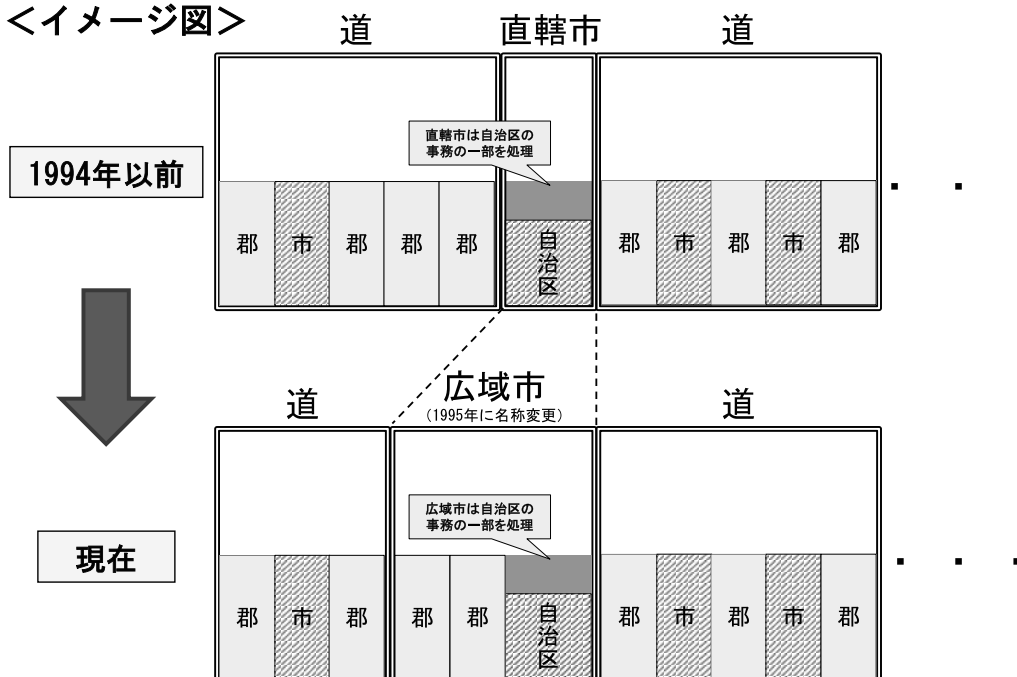 ＜イメージ図＞
道 直轄市 道
直轄市は自治区の
事務の一部を処理
1994年以前
郡 市 郡 郡 郡 自治区 郡 市 郡 市 郡
・ ・
道 広域市 道
（1995年に名称変更）
広域市は自治区の
事務の一部を処理
現在
郡 市 郡 郡 郡 自治区 郡 市 郡 市 郡
・ ・ ・